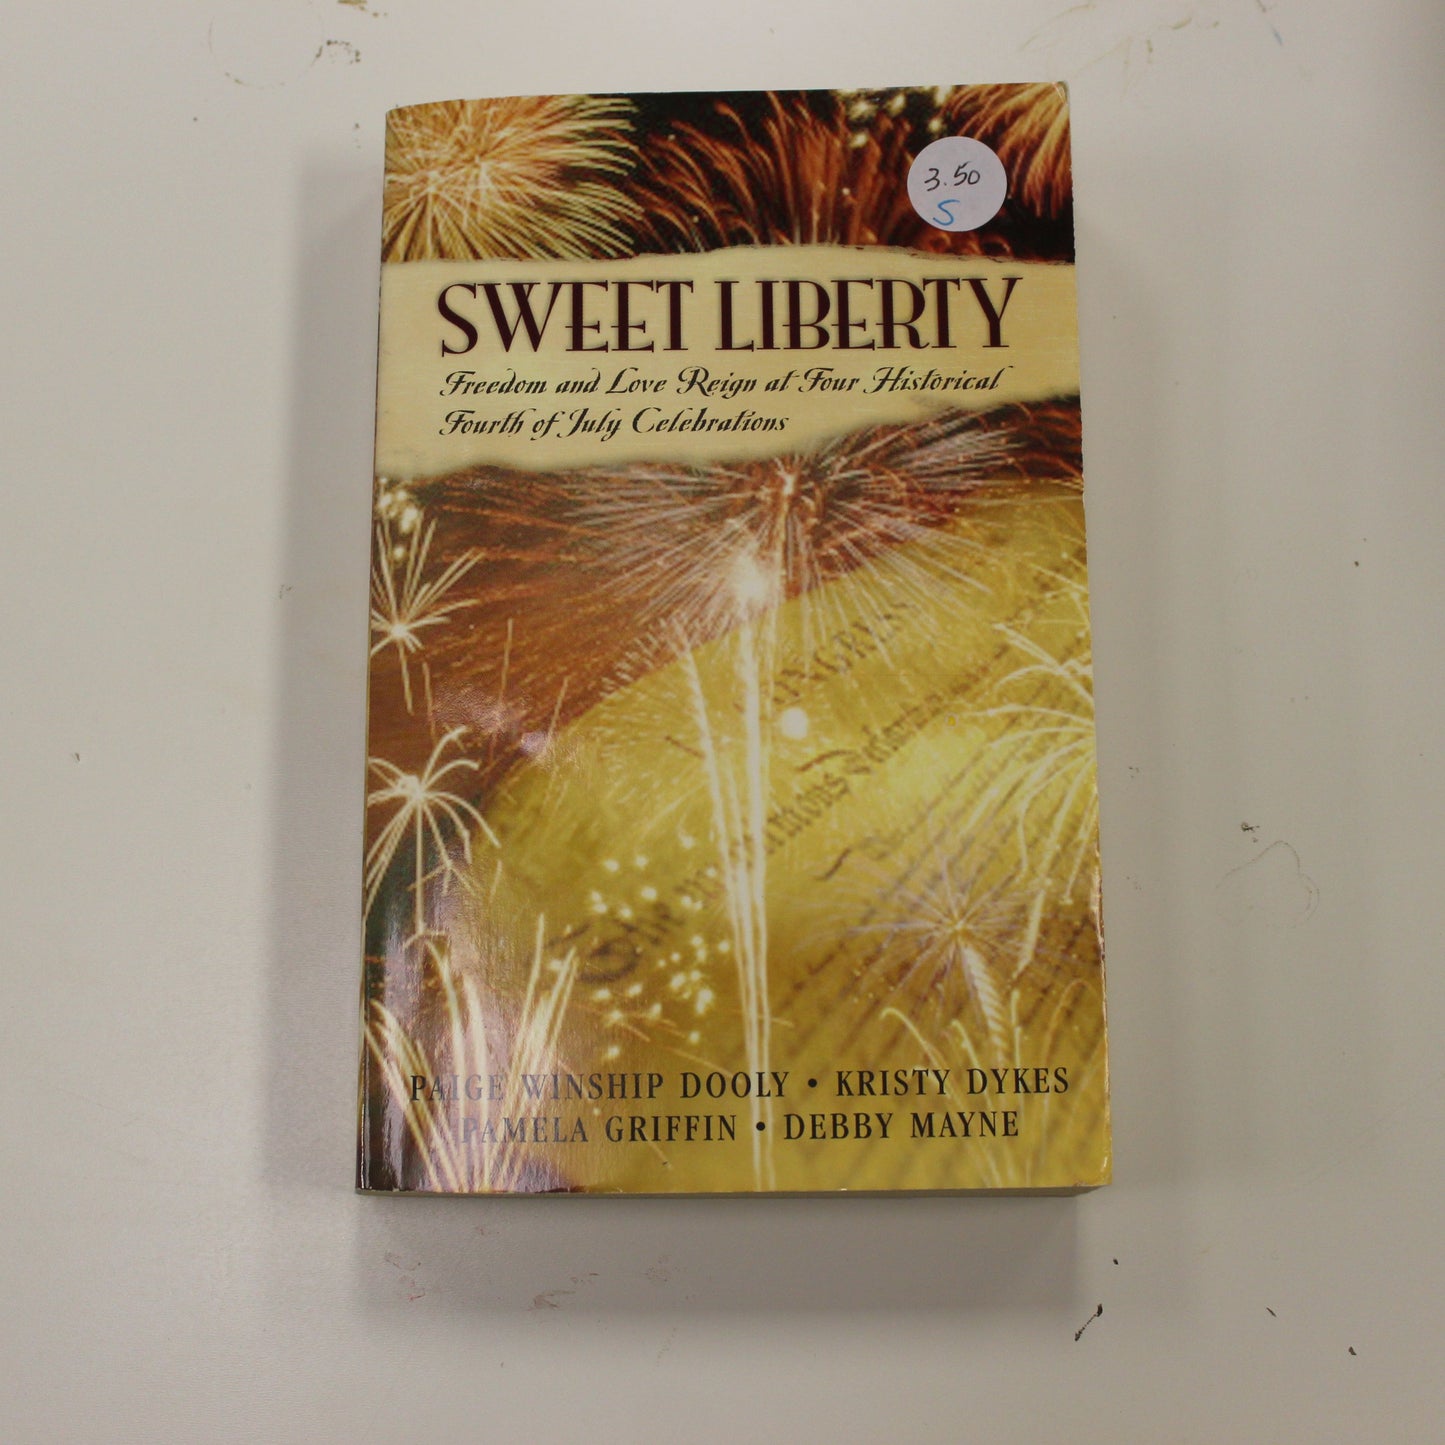 3.50
S
SWEET LIBERTY
Freedom and Love Reign at Four Historical
Fourth of July Celebrations
PAIGE WINSHIP DOOLY • KRISTY DYKES
PAMELA GRIFFIN • DEBBY MAYNE